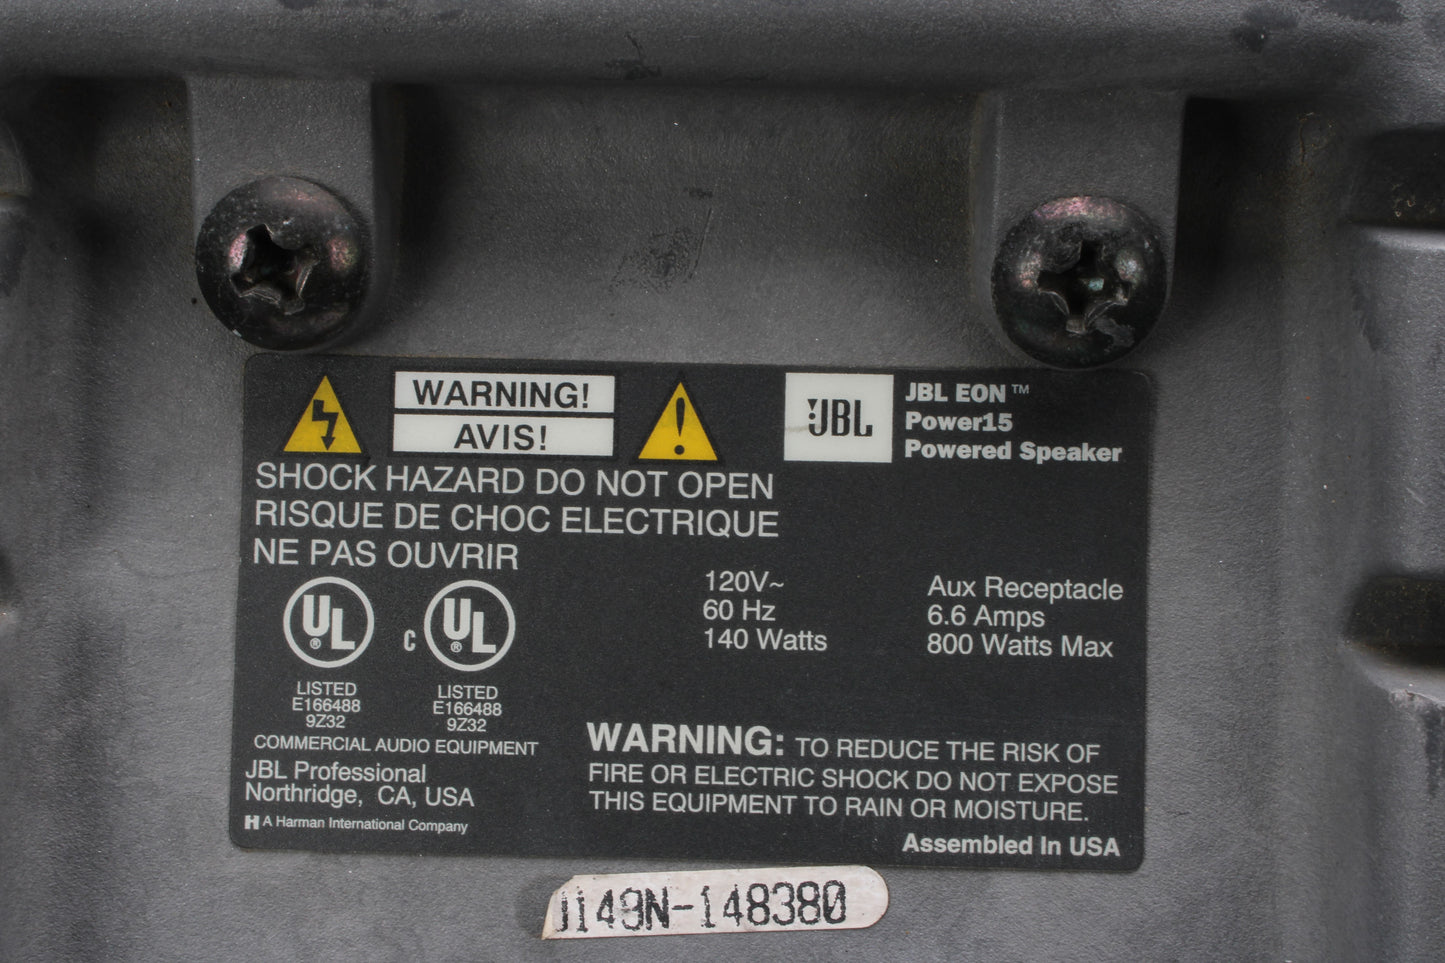 WARNING!
AVIS!
SHOCK HAZARD DO NOT OPEN
RISQUE DE CHOC ELECTRIQUE
NE PAS OUVRIR
JBL
JBL EON™
Power15
Powered Speaker
120V~
60 Hz
140 Watts
Aux Receptacle
6.6 Amps
800 Watts Max
UL®
LISTED
E166488
9Z32
C UL®
LISTED
E166488
9Z32
COMMERCIAL AUDIO EQUIPMENT
JBL Professional
Northridge, CA, USA
H A Harman International Company
WARNING: TO REDUCE THE RISK OF
FIRE OR ELECTRIC SHOCK DO NOT EXPOSE
THIS EQUIPMENT TO RAIN OR MOISTURE.
Assembled In USA
J149N-148380